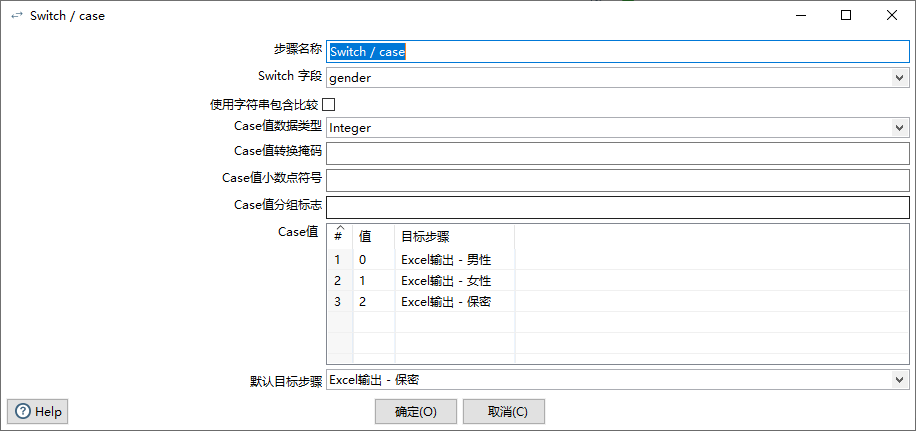 Switch / case
步骤名称 Switch / case
Switch 字段 gender
使用字符串包含比较
Case值数据类型 Integer
Case值转换掩码
Case值小数点符号
Case值分组标志
Case值 # 值 目标步骤
1 0 Excel输出 - 男性
2 1 Excel输出 - 女性
3 2 Excel输出 - 保密
默认目标步骤 Excel输出 - 保密
Help 确定(O) 取消(C)